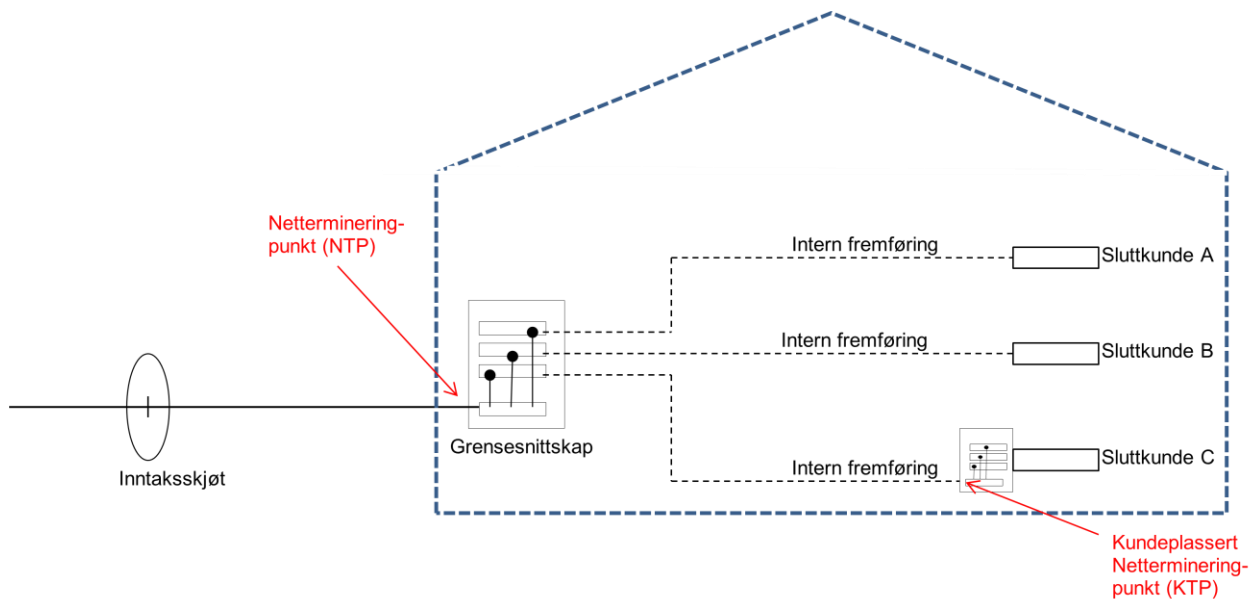 Netterminering-
punkt (NTP)
Intern fremføring
Sluttkunde A
Intern fremføring
Sluttkunde B
Grensesnittskap
Inntaksskjøt
Intern fremføring
Sluttkunde C
Kundeplassert
Netterminering-
punkt (KTP)